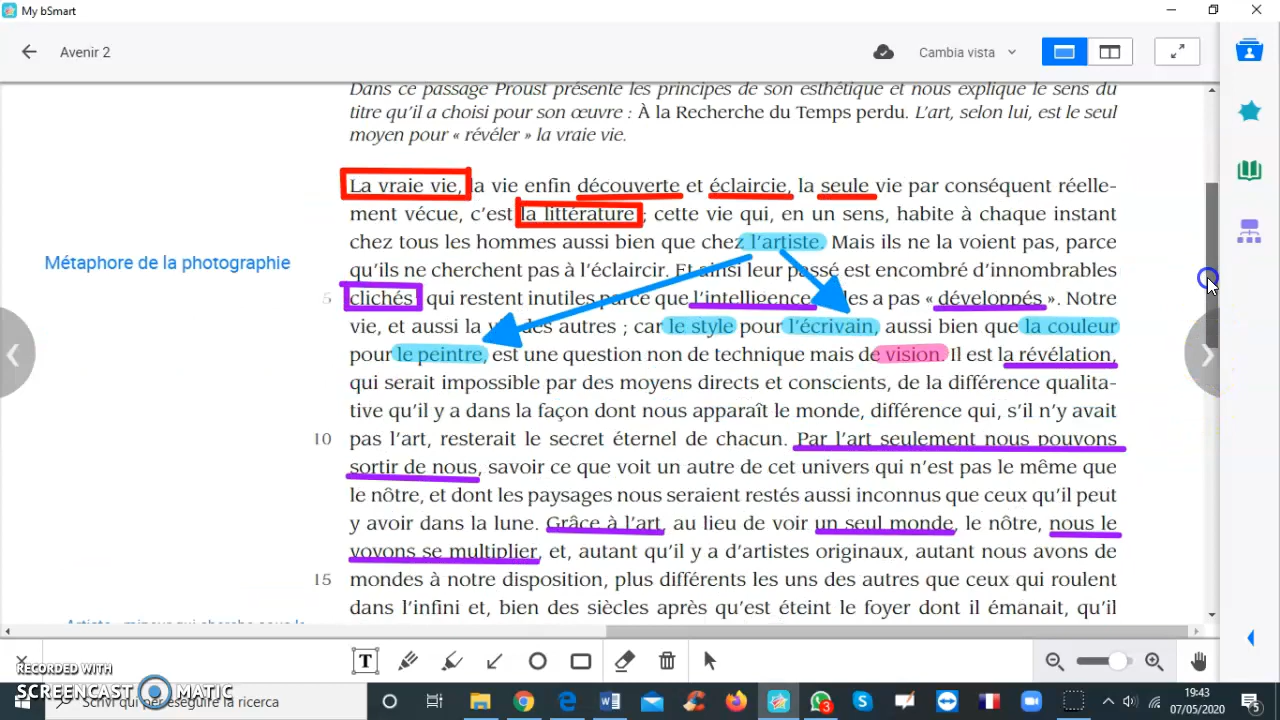 My bSmart
Avenir 2
Cambia vista
Dans ce passage Proust présente les principes de son esthétique et nous explique le sens du
titre qu'il a choisi pour son œuvre : À la Recherche du Temps perdu. L'art, selon lui, est le seul
moyen pour « révéler » la vraie vie.
La vraie vie, la vie enfin découverte et éclaircie, la seule vie par conséquent réelle-
ment vécue, c'est la littérature ; cette vie qui, en un sens, habite à chaque instant
chez tous les hommes aussi bien que chez l'artiste. Mais ils ne la voient pas, parce
Métaphore de la photographie
qu'ils ne cherchent pas à l'éclaircir. Et ainsi leur passé est encombré d'innombrables
5 clichés qui restent inutiles parce que l'intelligence les a pas « développés ». Notre
vie, et aussi la vie des autres ; car le style pour l'écrivain, aussi bien que la couleur
pour le peintre, est une question non de technique mais de vision. Il est la révélation,
qui serait impossible par des moyens directs et conscients, de la différence qualita-
tive qu'il y a dans la façon dont nous apparaît le monde, différence qui, s'il n'y avait
10 pas l'art, resterait le secret éternel de chacun. Par l'art seulement nous pouvons
sortir de nous, savoir ce que voit un autre de cet univers qui n'est pas le même que
le nôtre, et dont les paysages nous seraient restés aussi inconnus que ceux qu'il peut
y avoir dans la lune. Grâce à l'art, au lieu de voir un seul monde, le nôtre, nous le
voyons se multiplier, et, autant qu'il y a d'artistes originaux, autant nous avons de
15 mondes à notre disposition, plus différents les uns des autres que ceux qui roulent
dans l'infini et, bien des siècles après qu'est éteint le foyer dont il émanait, qu'il
T
RECORDED WITH
SCREENCAST MATIC
Scrivi qui per eseguire la ricerca
3
19:43
07/05/2020
5